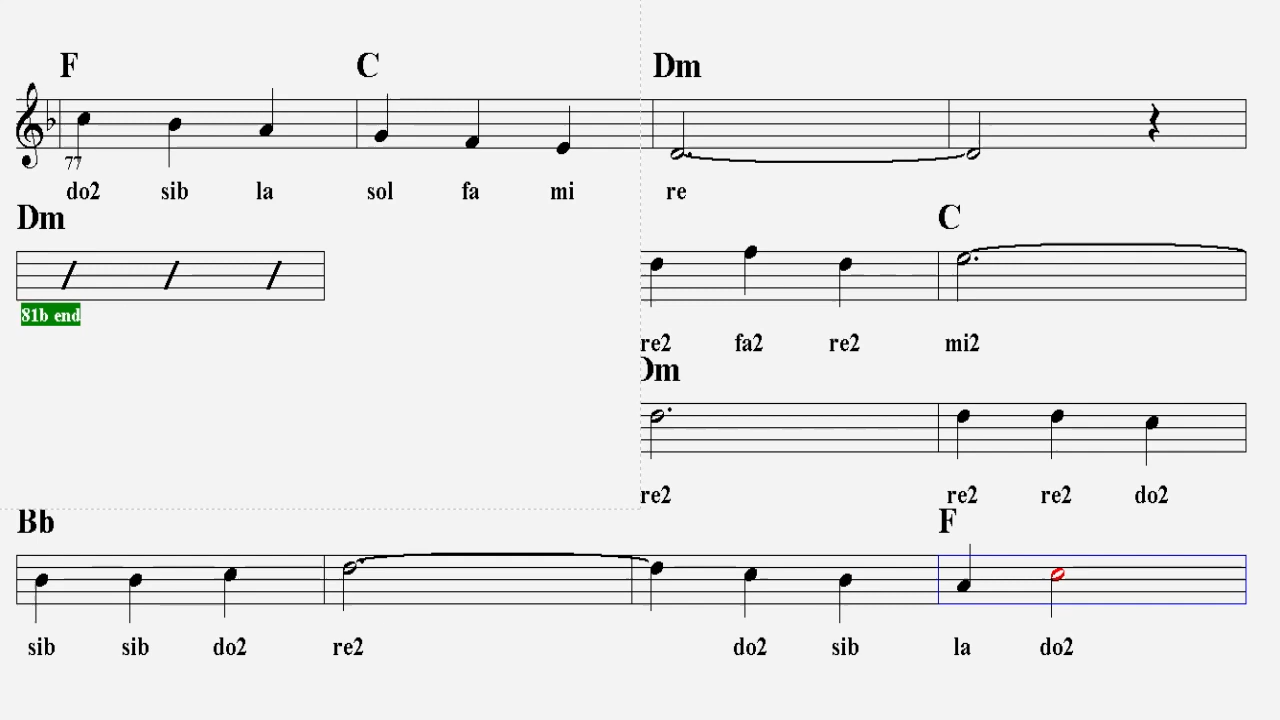 F C Dm
77
do2 sib la sol fa mi re
Dm C
81b end
re2 fa2 re2 mi2
Dm
re2 re2 re2 do2
Bb F
sib sib do2 re2 do2 sib la do2